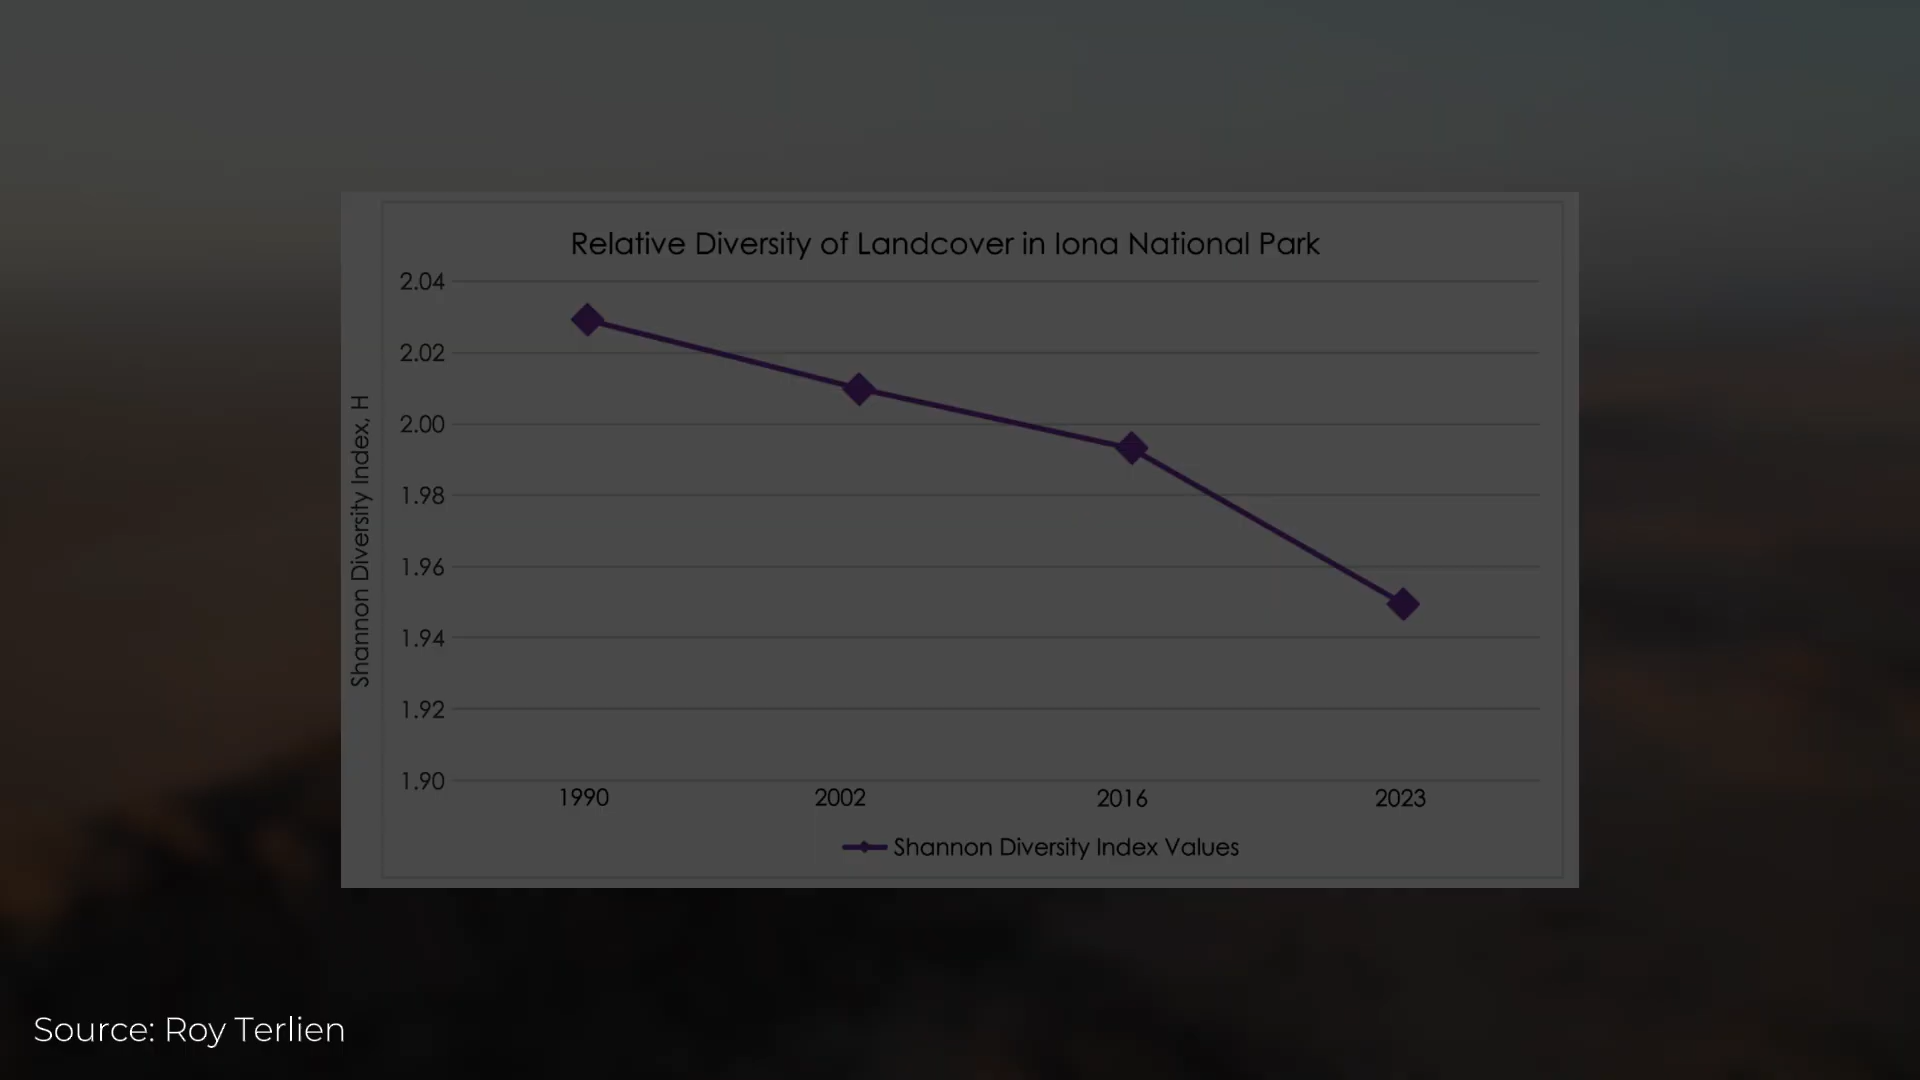 Relative Diversity of Landcover in Iona National Park
Shannon Diversity Index, H
2.04
2.02
2.00
1.98
1.96
1.94
1.92
1.90
1990 2002 2016 2023
Shannon Diversity Index Values
Source: Roy Terlien